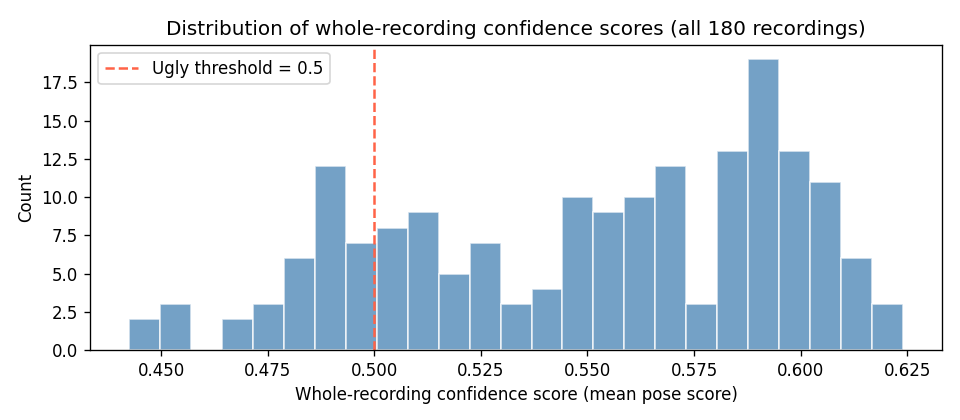 Distribution of whole-recording confidence scores (all 180 recordings)
Ugly threshold = 0.5
17.5
15.0
12.5
10.0
7.5
5.0
2.5
0.0
Count
0.450 0.475 0.500 0.525 0.550 0.575 0.600 0.625
Whole-recording confidence score (mean pose score)